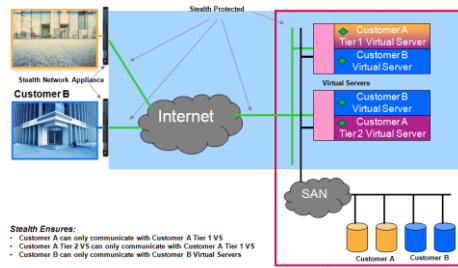 Stealth Protected
Customer A
Tier 1 Virtual Server
Customer B
Virtual Server
Stealth Network Appliance
Virtual Servers
Customer B
Internet
Customer B
Virtual Server
Customer A
Tier 2 Virtual Server
SAN
Customer A
Customer B
Stealth Ensures:
• Customer A can only communicate with Customer A Tier 1 VS
• Customer A Tier 2 VS can only communicate with Customer A Tier 1 VS
• Customer B can only communicate with Customer B Virtual Servers